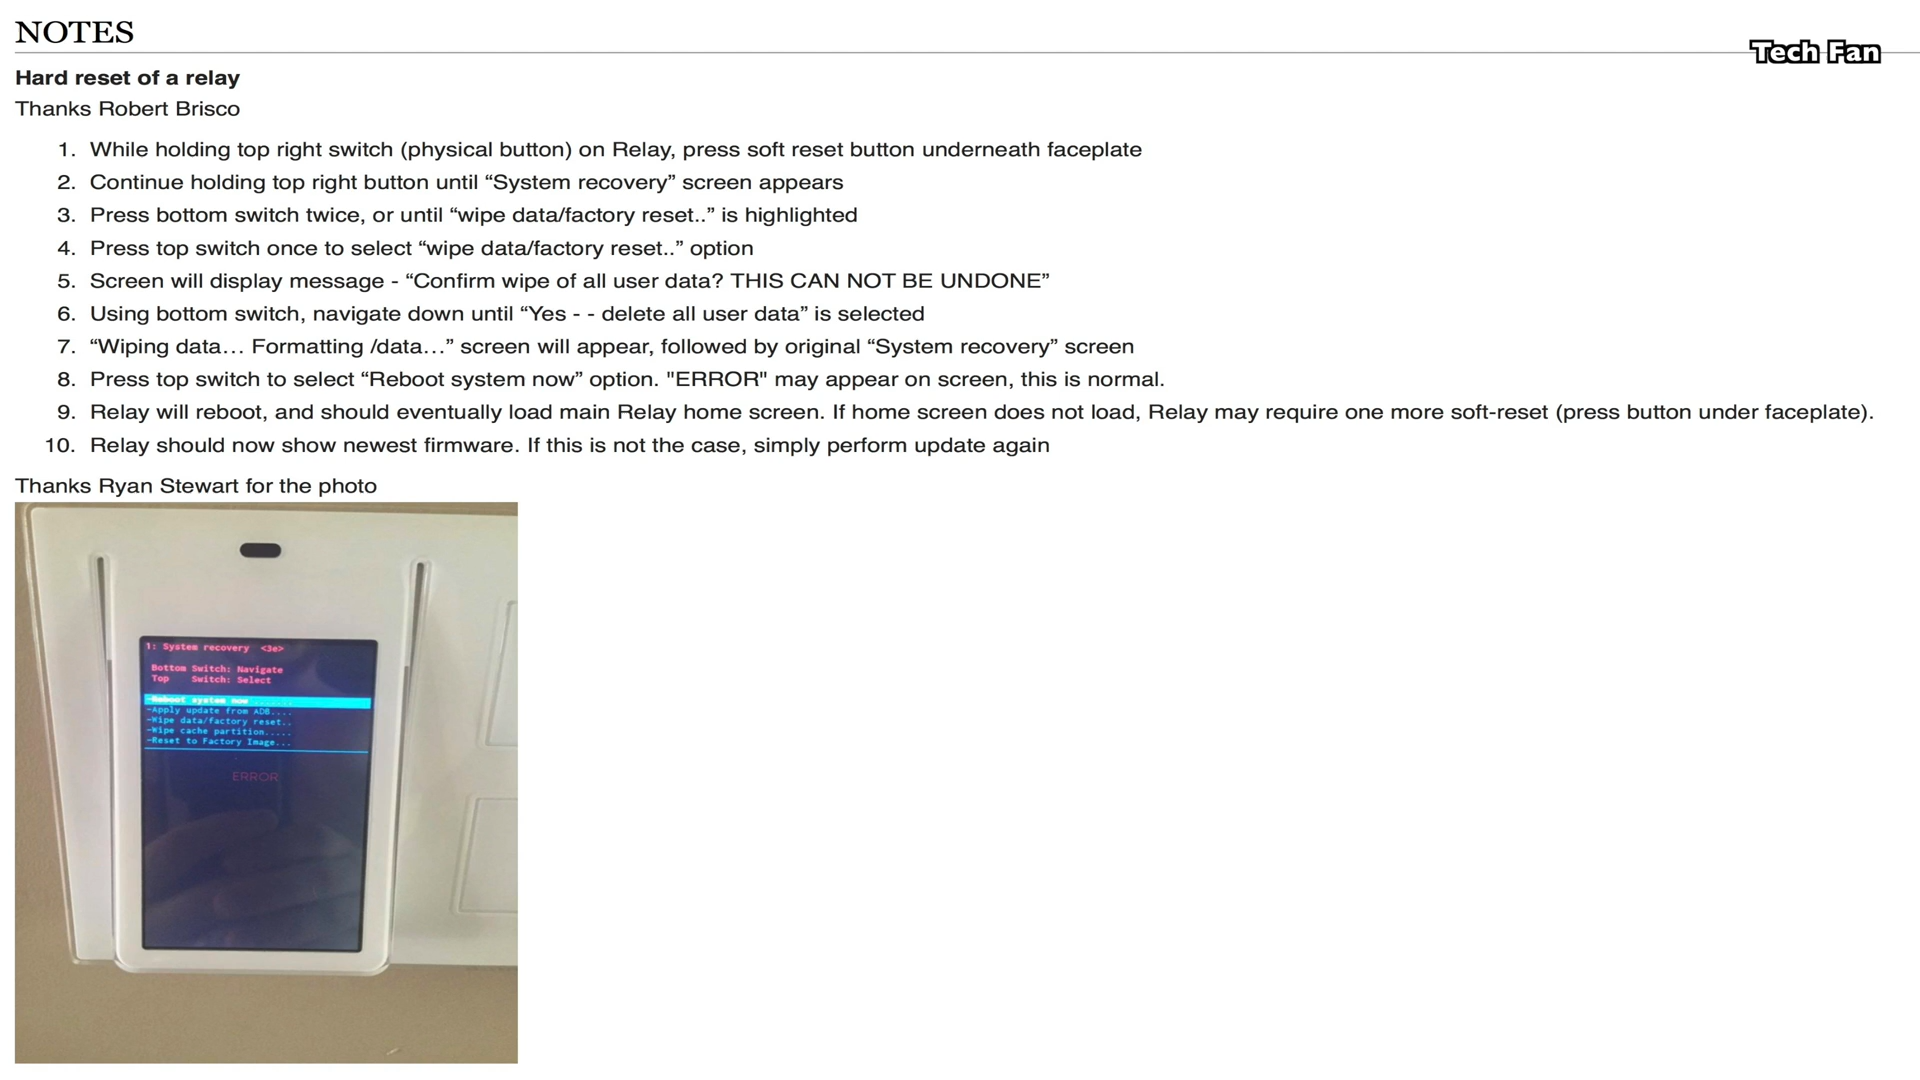 NOTES
Tech Fan
Hard reset of a relay
Thanks Robert Brisco
1. While holding top right switch (physical button) on Relay, press soft reset button underneath faceplate
2. Continue holding top right button until “System recovery” screen appears
3. Press bottom switch twice, or until “wipe data/factory reset..” is highlighted
4. Press top switch once to select “wipe data/factory reset..” option
5. Screen will display message - “Confirm wipe of all user data? THIS CAN NOT BE UNDONE”
6. Using bottom switch, navigate down until “Yes - - delete all user data” is selected
7. “Wiping data… Formatting /data…” screen will appear, followed by original “System recovery” screen
8. Press top switch to select “Reboot system now” option. "ERROR" may appear on screen, this is normal.
9. Relay will reboot, and should eventually load main Relay home screen. If home screen does not load, Relay may require one more soft-reset (press button under faceplate).
10. Relay should now show newest firmware. If this is not the case, simply perform update again
Thanks Ryan Stewart for the photo
1: System recovery <3e>
Bottom Switch: Navigate
Top Switch: Select
-Reboot system now .......
-Apply update from ADB....
-Wipe data/factory reset..
-Wipe cache partition.....
-Reset to Factory Image...
ERROR